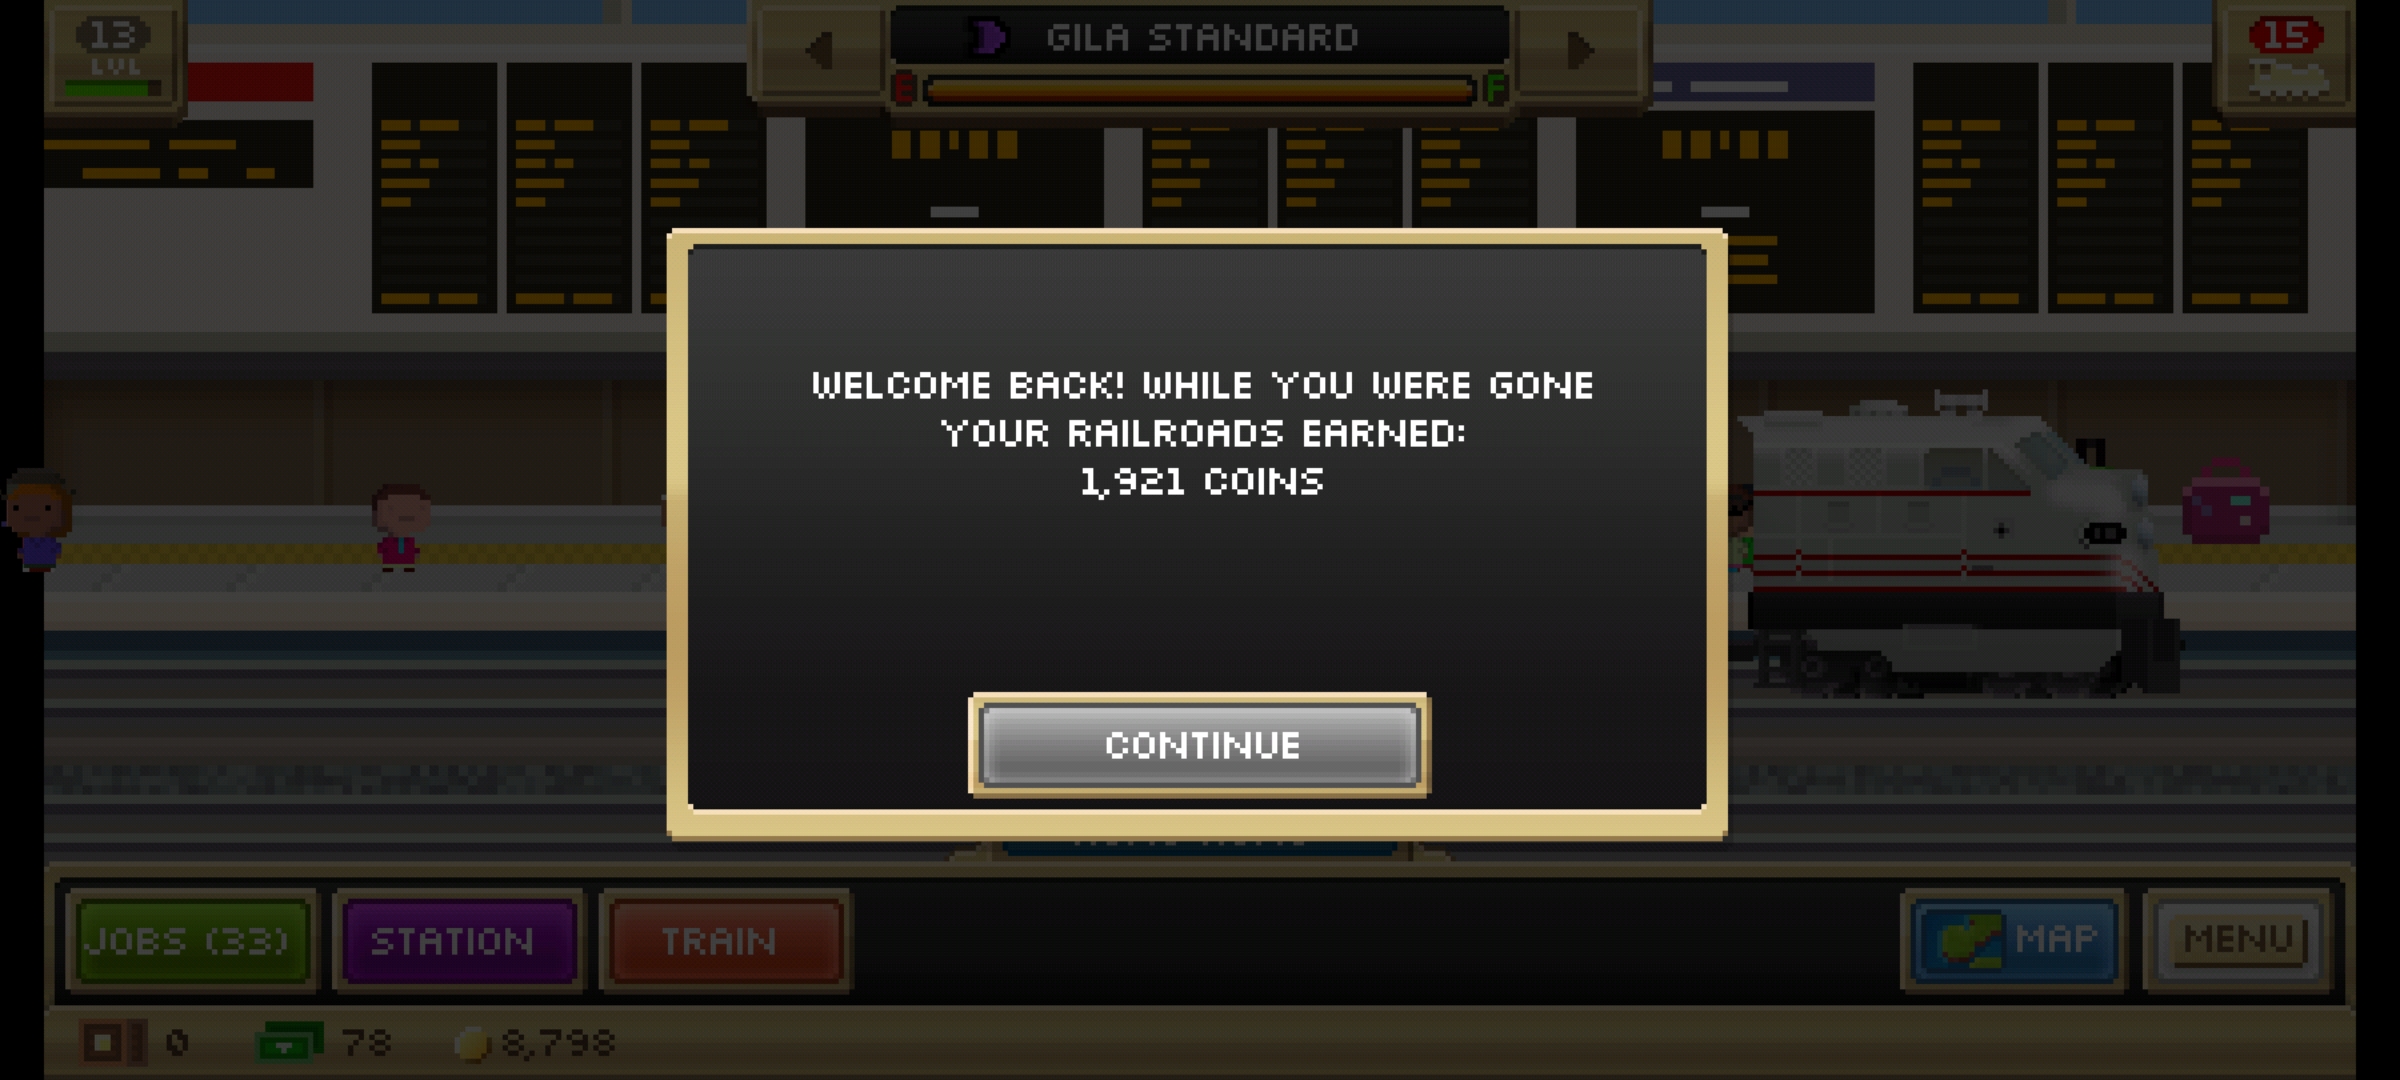 13
LVL
GILA STANDARD
E
F
15
WELCOME BACK! WHILE YOU WERE GONE
YOUR RAILROADS EARNED:
1,921 COINS
CONTINUE
JOBS (33)
STATION
TRAIN
MAP
MENU
0
78
8,798